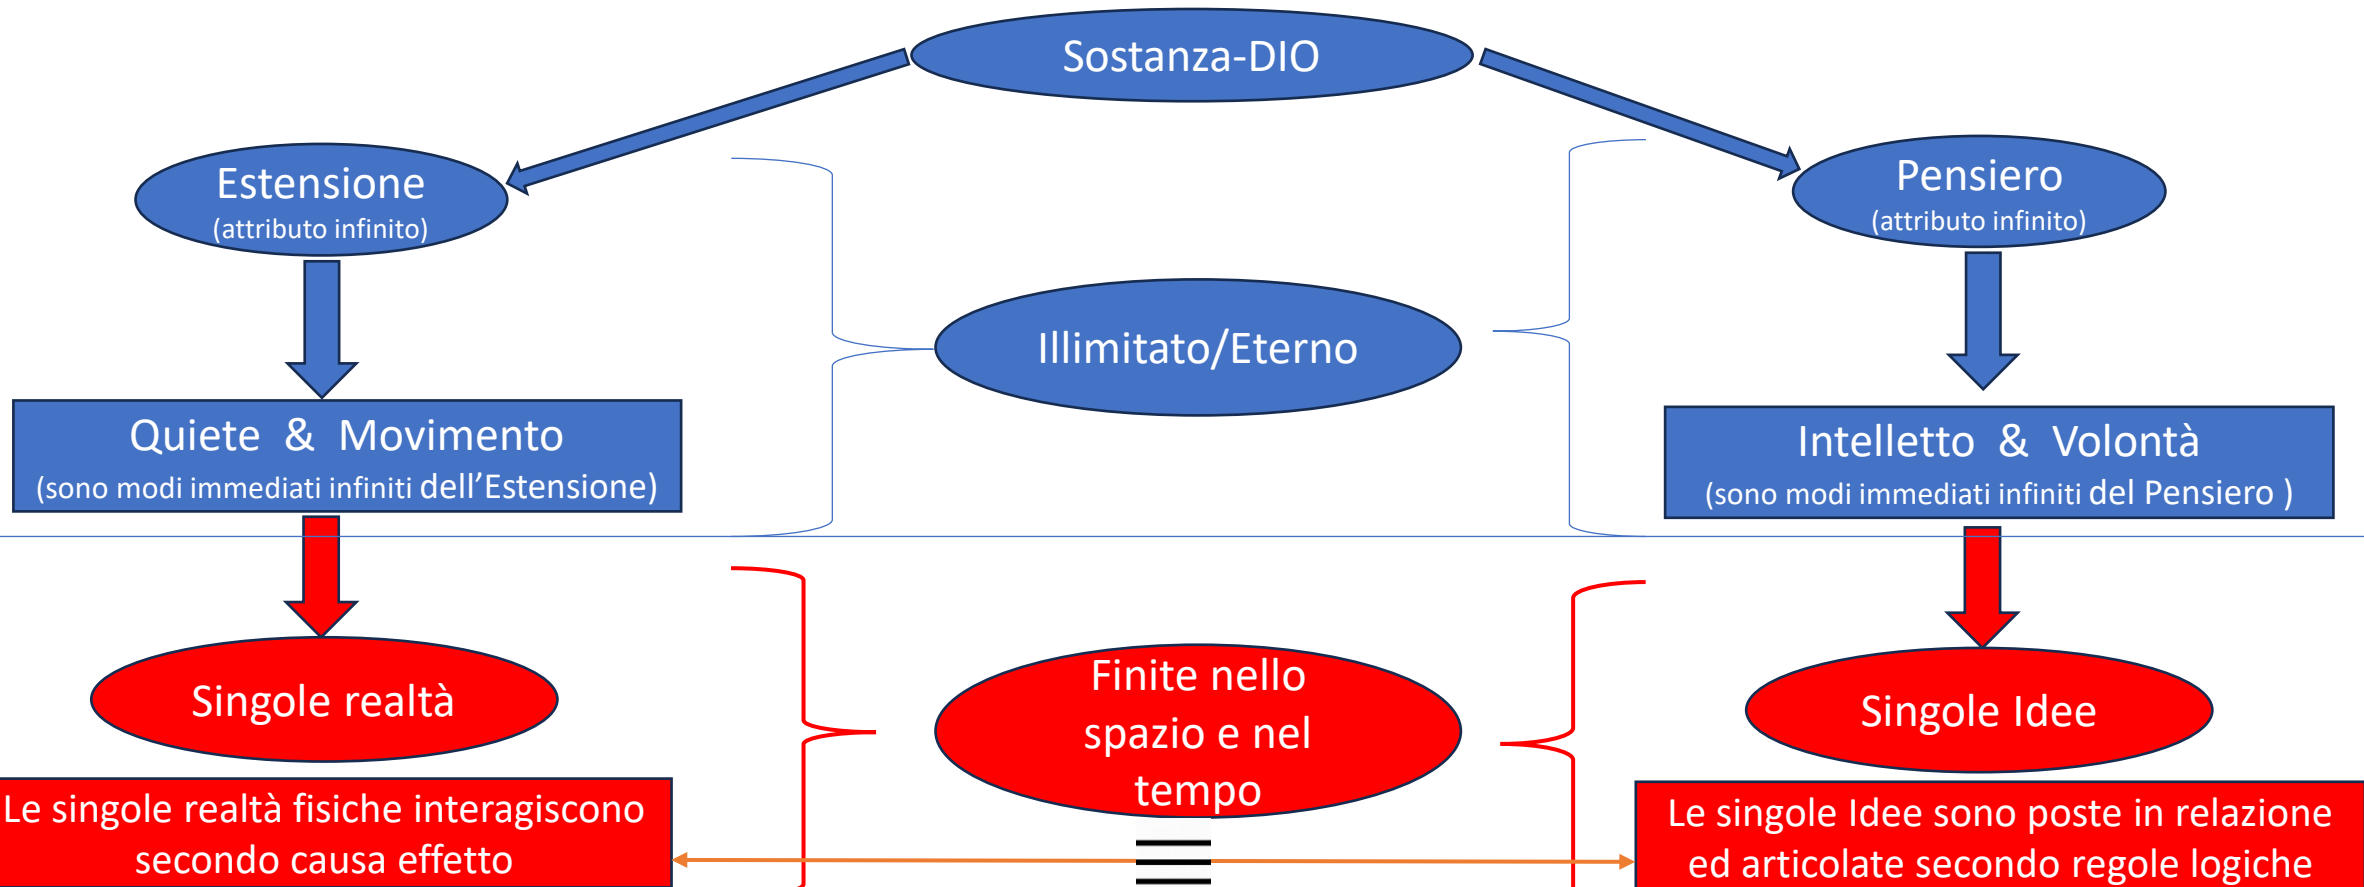 Sostanza-DIO
Estensione
(attributo infinito)
Pensiero
(attributo infinito)
Illimitato/Eterno
Quiete & Movimento
(sono modi immediati infiniti dell’Estensione)
Intelletto & Volontà
(sono modi immediati infiniti del Pensiero )
Singole realtà
Finite nello
spazio e nel
tempo
Singole Idee
Le singole realtà fisiche interagiscono
secondo causa effetto
Le singole Idee sono poste in relazione
ed articolate secondo regole logiche